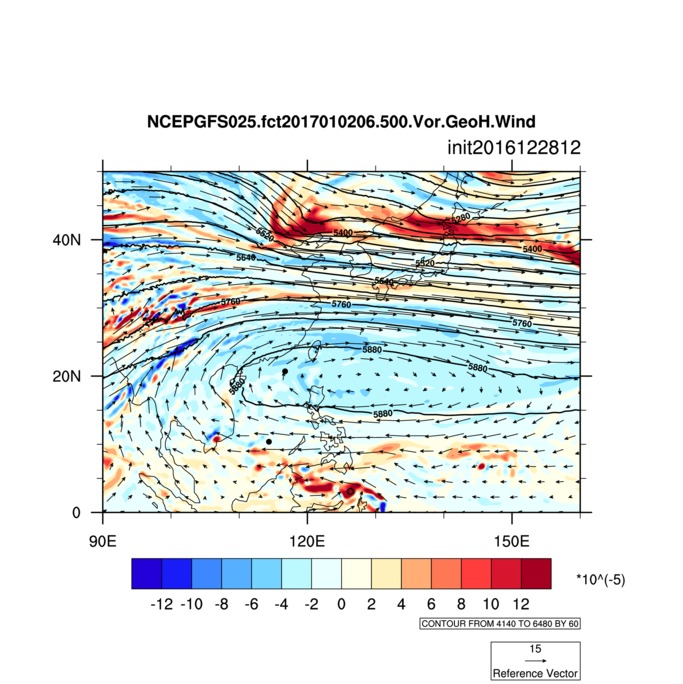 NCEPGFS025.fct2017010206.500.Vor.GeoH.Wind
init2016122812
40N
20N
0
90E 120E 150E
5280
5400
5400
5520
5520
5640
5640
5760
5760
5760
5880
5880
5880
5880
-12 -10 -8 -6 -4 -2 0 2 4 6 8 10 12
*10^(-5)
CONTOUR FROM 4140 TO 6480 BY 60
15
Reference Vector